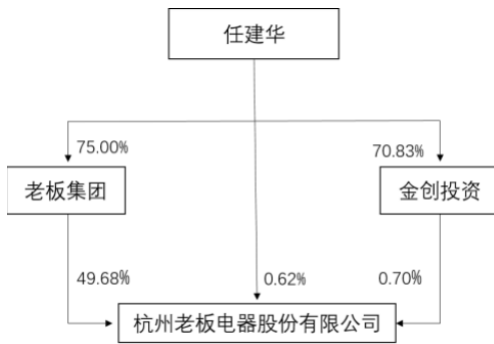 任建华
75.00%
70.83%
老板集团
金创投资
49.68%
0.62%
0.70%
杭州老板电器股份有限公司